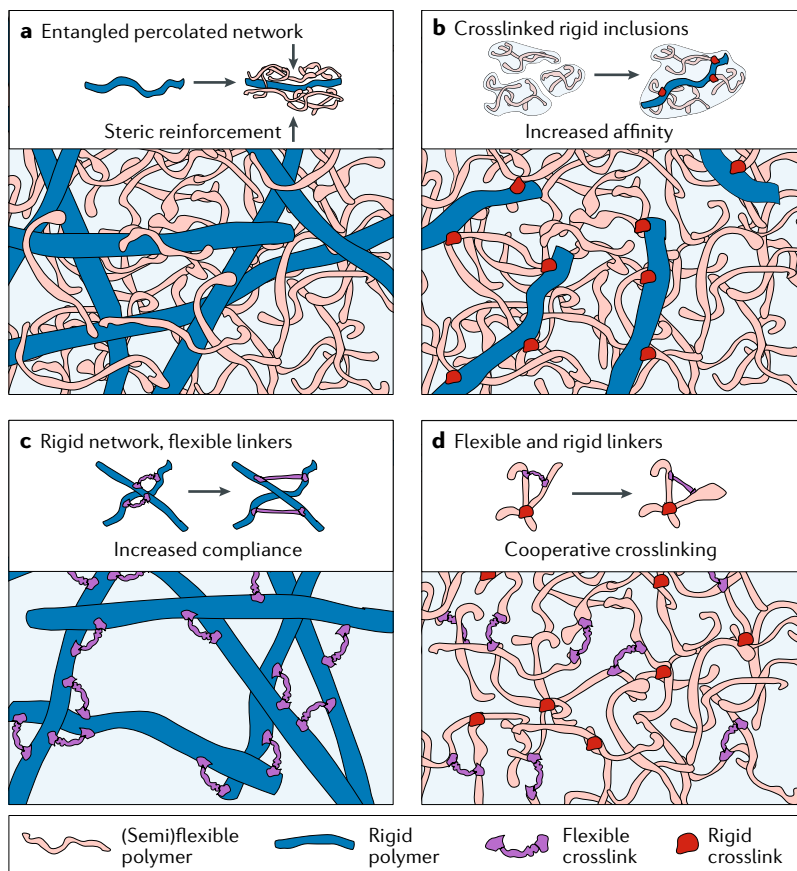 a Entangled percolated network
Steric reinforcement
b Crosslinked rigid inclusions
Increased affinity
c Rigid network, flexible linkers
Increased compliance
d Flexible and rigid linkers
Cooperative crosslinking
(Semi)flexible
polymer
Rigid
polymer
Flexible
crosslink
Rigid
crosslink